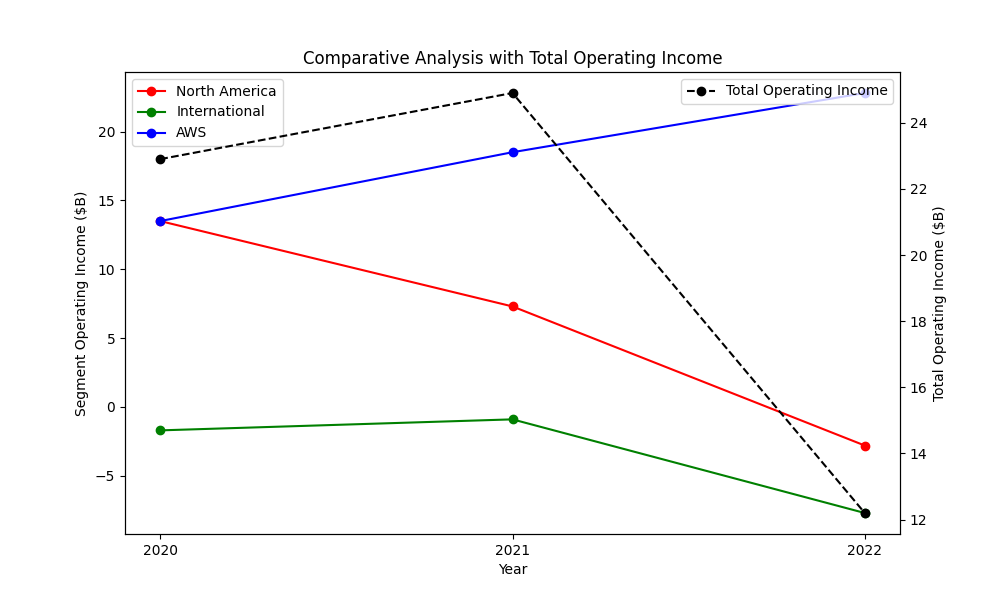 Comparative Analysis with Total Operating Income
North America
International
AWS
Total Operating Income
Segment Operating Income ($B)
20
15
10
5
0
−5
Total Operating Income ($B)
24
22
20
18
16
14
12
2020
2021
2022
Year